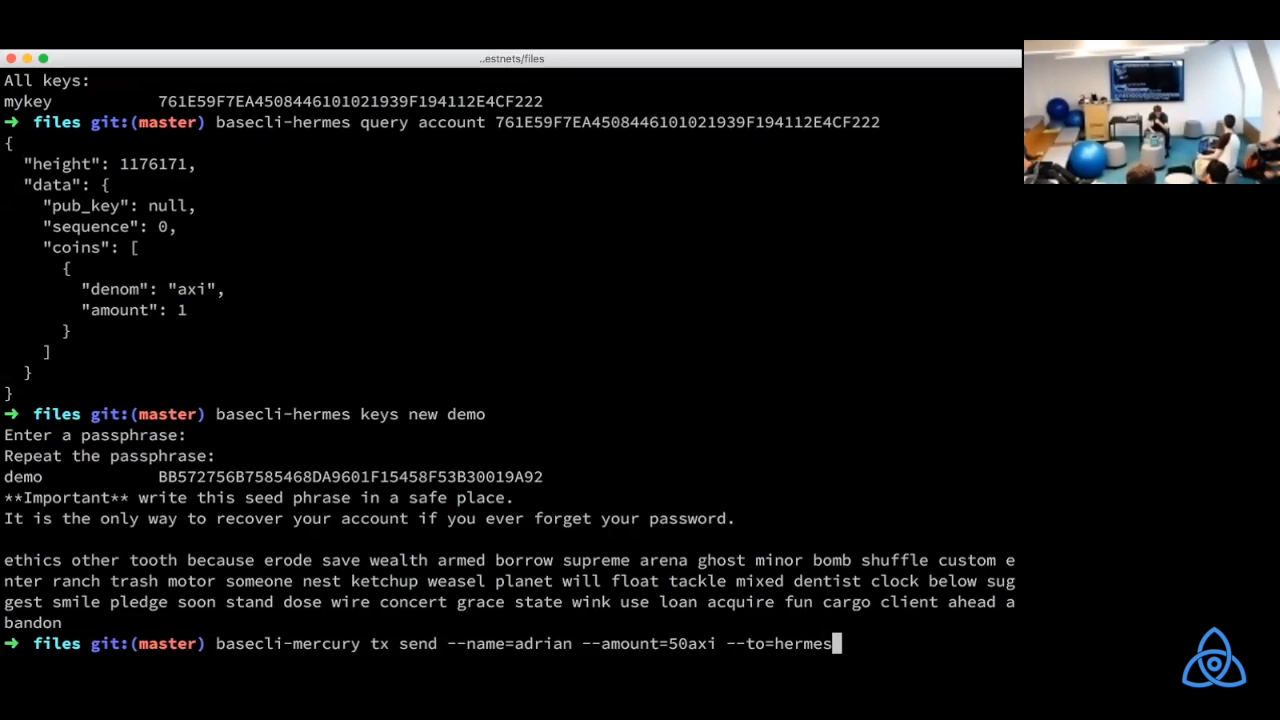 ..estnets/files
All keys:
mykey 761E59F7EA4508446101021939F194112E4CF222
➜ files git:(master) basecli-hermes query account 761E59F7EA4508446101021939F194112E4CF222
{
"height": 1176171,
"data": {
"pub_key": null,
"sequence": 0,
"coins": [
{
"denom": "axi",
"amount": 1
}
]
}
}
➜ files git:(master) basecli-hermes keys new demo
Enter a passphrase:
Repeat the passphrase:
demo BB572756B7585468DA9601F15458F53B30019A92
**Important** write this seed phrase in a safe place.
It is the only way to recover your account if you ever forget your password.
ethics other tooth because erode save wealth armed borrow supreme arena ghost minor bomb shuffle custom e
nter ranch trash motor someone nest ketchup weasel planet will float tackle mixed dentist clock below sug
gest smile pledge soon stand dose wire concert grace state wink use loan acquire fun cargo client ahead a
bandon
➜ files git:(master) basecli-mercury tx send --name=adrian --amount=50axi --to=hermes